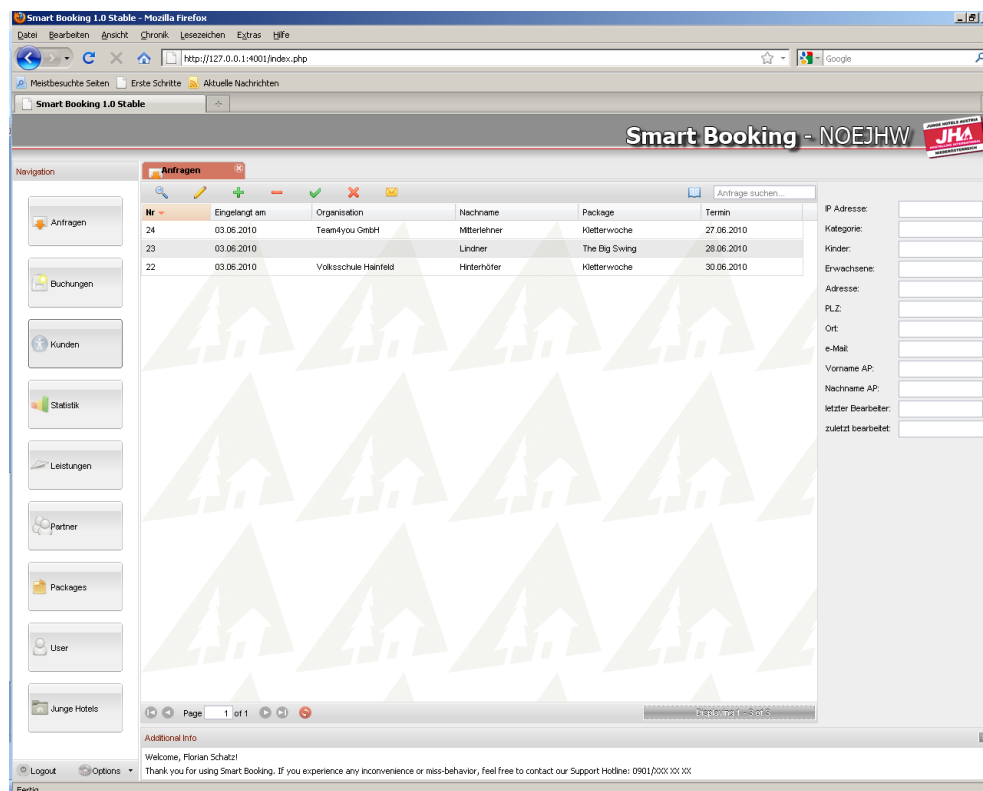 Smart Booking 1.0 Stable - Mozilla Firefox
Datei Bearbeiten Ansicht Chronik Lesezeichen Extras Hilfe
http://127.0.0.1:4001/index.php
Google
Meistbesuchte Seiten Erste Schritte Aktuelle Nachrichten
Smart Booking 1.0 Stable
Smart Booking - NOEJHW
JUNGE HOTELS AUSTRIA
JHA
NIEDERÖSTERREICH
Navigation
Anfragen
Buchungen
Kunden
Statistik
Leistungen
Partner
Packages
User
Junge Hotels
Logout Options
Anfragen
Anfrage suchen...
Nr Eingelangt am Organisation Nachname Package Termin
24 03.06.2010 Team4you GmbH Mitterlehner Kletterwoche 27.06.2010
23 03.06.2010 Lindner The Big Swing 28.06.2010
22 03.06.2010 Volksschule Hainfeld Hinterhöfer Kletterwoche 30.06.2010
Page 1 of 1
IP Adresse:
Kategorie:
Kinder:
Erwachsene:
Adresse:
PLZ:
Ort:
e-Mail:
Vorname AP:
Nachname AP:
letzter Bearbeiter:
zuletzt bearbeitet:
Additional Info
Welcome, Florian Schatz!
Thank you for using Smart Booking. If you experience any inconvenience or miss-behavior, feel free to contact our Support Hotline: 0901/XXX XX XX
Fertig